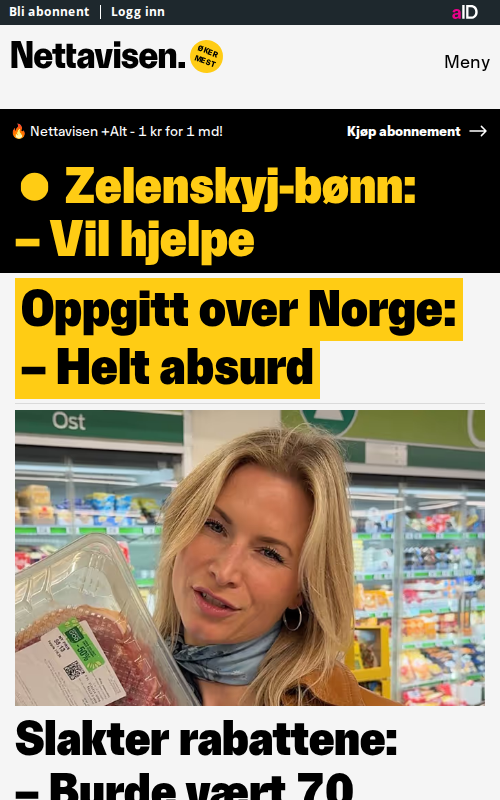 Bli abonnent | Logg inn
aID
Nettavisen.
ØKER
MEST
Meny
🔥 Nettavisen +Alt - 1 kr for 1 md!
Kjøp abonnement →
● Zelenskyj-bønn:
– Vil hjelpe
Oppgitt over Norge:
– Helt absurd
Ost
-50%
Slakter rabattene:
– Burde vært 70